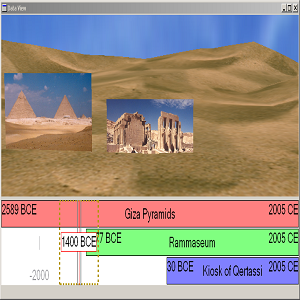 Data View
2589 BCE Giza Pyramids 2005 CE
1400 BCE 7 BCE Rammaseum 2005 CE
-2000 30 BCE Kiosk of Qertassi 2005 CE